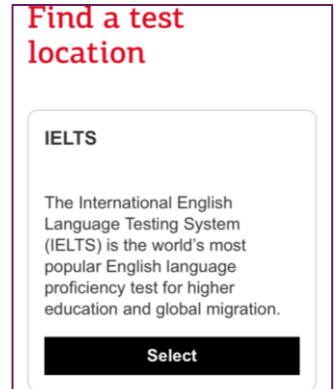 Find a test
location
IELTS
The International English
Language Testing System
(IELTS) is the world’s most
popular English language
proficiency test for higher
education and global migration.
Select